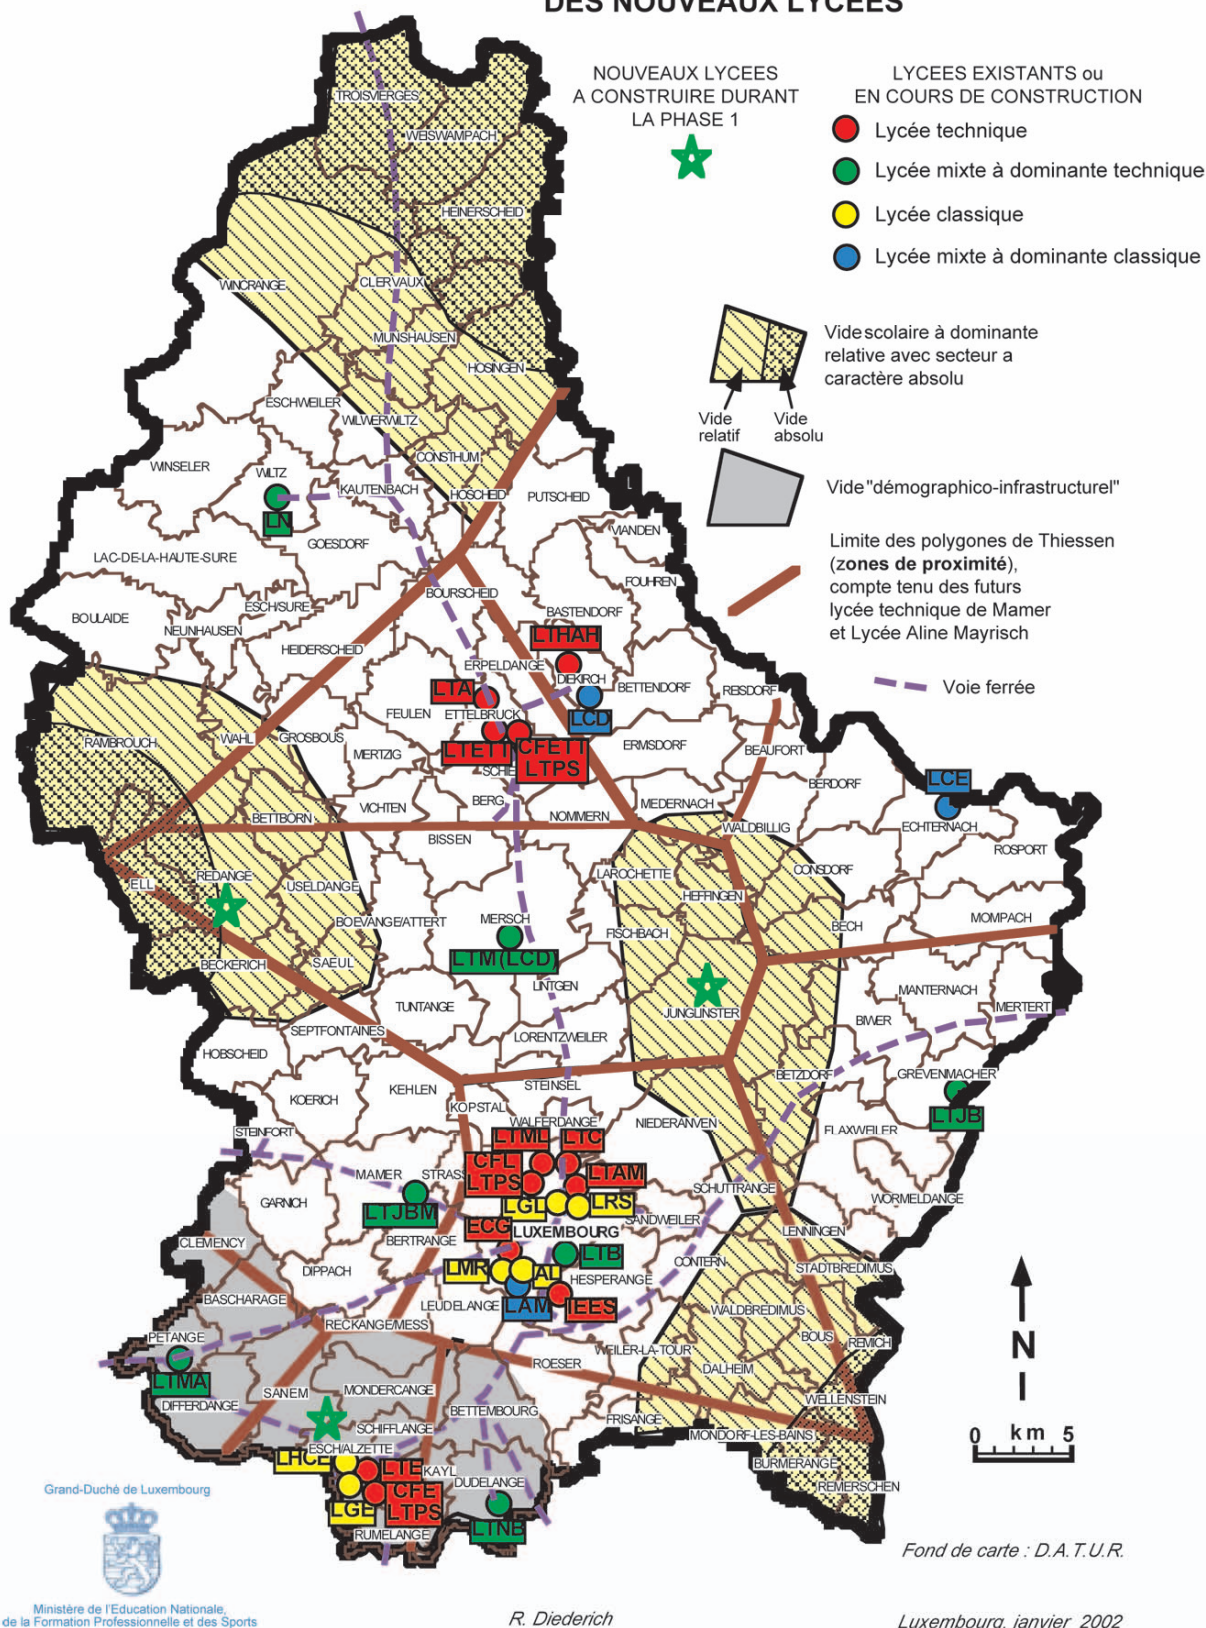 DES NOUVEAUX LYCEES
NOUVEAUX LYCEES
A CONSTRUIRE DURANT
LA PHASE 1
LYCEES EXISTANTS ou
EN COURS DE CONSTRUCTION
Lycée technique
Lycée mixte à dominante technique
Lycée classique
Lycée mixte à dominante classique
Vide scolaire à dominante
relative avec secteur a
caractère absolu
Vide
relatif
Vide
absolu
Vide "démographico-infrastructurel"
Limite des polygones de Thiessen
(zones de proximité),
compte tenu des futurs
lycée technique de Mamer
et Lycée Aline Mayrisch
Voie ferrée
TROISVIERGES
WEISWAMPACH
HEINERSCHEID
WINCRANGE
CLERVAUX
MUNSHAUSEN
HOSINGEN
ESCHWEILER
WILWERWILTZ
CONSTHUM
WINSELER
WILTZ
KAUTENBACH
HOSCHEID
PUTSCHEID
LN
VIANDEN
GOESDORF
LAC-DE-LA-HAUTE-SURE
FOUHREN
BOURSCHEID
ESCH/SURE
BOULAIDE
NEUNHAUSEN
BASTENDORF
HEIDERSCHEID
LTHAH
ERPELDANGE
DIEKIRCH
LTA
BETTENDORF
REISDORF
FEULEN
ETTELBRUCK
LCD
RAMBROUCH
WAHL
GROSBOUS
MERTZIG
LTETT
CFETT
LTPS
SCHIE
ERMSDORF
BEAUFORT
BERDORF
LCE
VICHTEN
BERG
MEDERNACH
BETTBORN
NOMMERN
WALDBILLIG
ECHTERNACH
BISSEN
ROSPORT
ELL
REDANGE
USELDANGE
LAROCHETTE
CONSDORF
HEFFRINGEN
BOEVANGE/ATTERT
MERSCH
FISCHBACH
BECH
MOMPACH
LTM(LCD)
BECKERICH
SAEUL
LINTGEN
TUNTANGE
JUNGLINSTER
MANTERNACH
MERTERT
SEPTFONTAINES
LORENTZWEILER
BIWER
HOBSCHEID
BETZDORF
GREVENMACHER
KEHLEN
STEINSEL
KOERICH
KOPSTAL
LTJB
WALFERDANGE
NIEDERANVEN
FLAXWEILER
STEINFORT
LTML
LTC
MAMER
STRASS
CFL
LTPS
LTAM
SCHUTTRANGE
WORMELDANGE
GARNICH
LTJBM
LGL
LRS
ECG
LUXEMBOURG
SANDWEILER
CLEMENCY
BERTRANGE
LTB
LENNINGEN
DIPPACH
LMR
AL
HESPERANGE
CONTERN
STADTBREDIMUS
BASCHARAGE
LEUDELANGE
LAM
IEES
WALDBREDIMUS
RECKANGE/MESS
BOUS
REMICH
PETANGE
WEILER-LA-TOUR
ROESER
DALHEIM
LTMA
SANEM
MONDERCANGE
WELLENSTEIN
DIFFERDANGE
BETTEMBOURG
FRISANGE
SCHIFFLANGE
MONDORF-LES-BAINS
ESCH/ALZETTE
BURMERANGE
LHCE
LTE
KAYL
REMERSCHEN
DUDELANGE
CFE
LTPS
LGE
LTNB
RUMELANGE
N
0 km 5
Grand-Duché de Luxembourg
Ministère de l'Education Nationale,
de la Formation Professionnelle et des Sports
Fond de carte : D.A.T.U.R.
R. Diederich
Luxembourg, janvier 2002